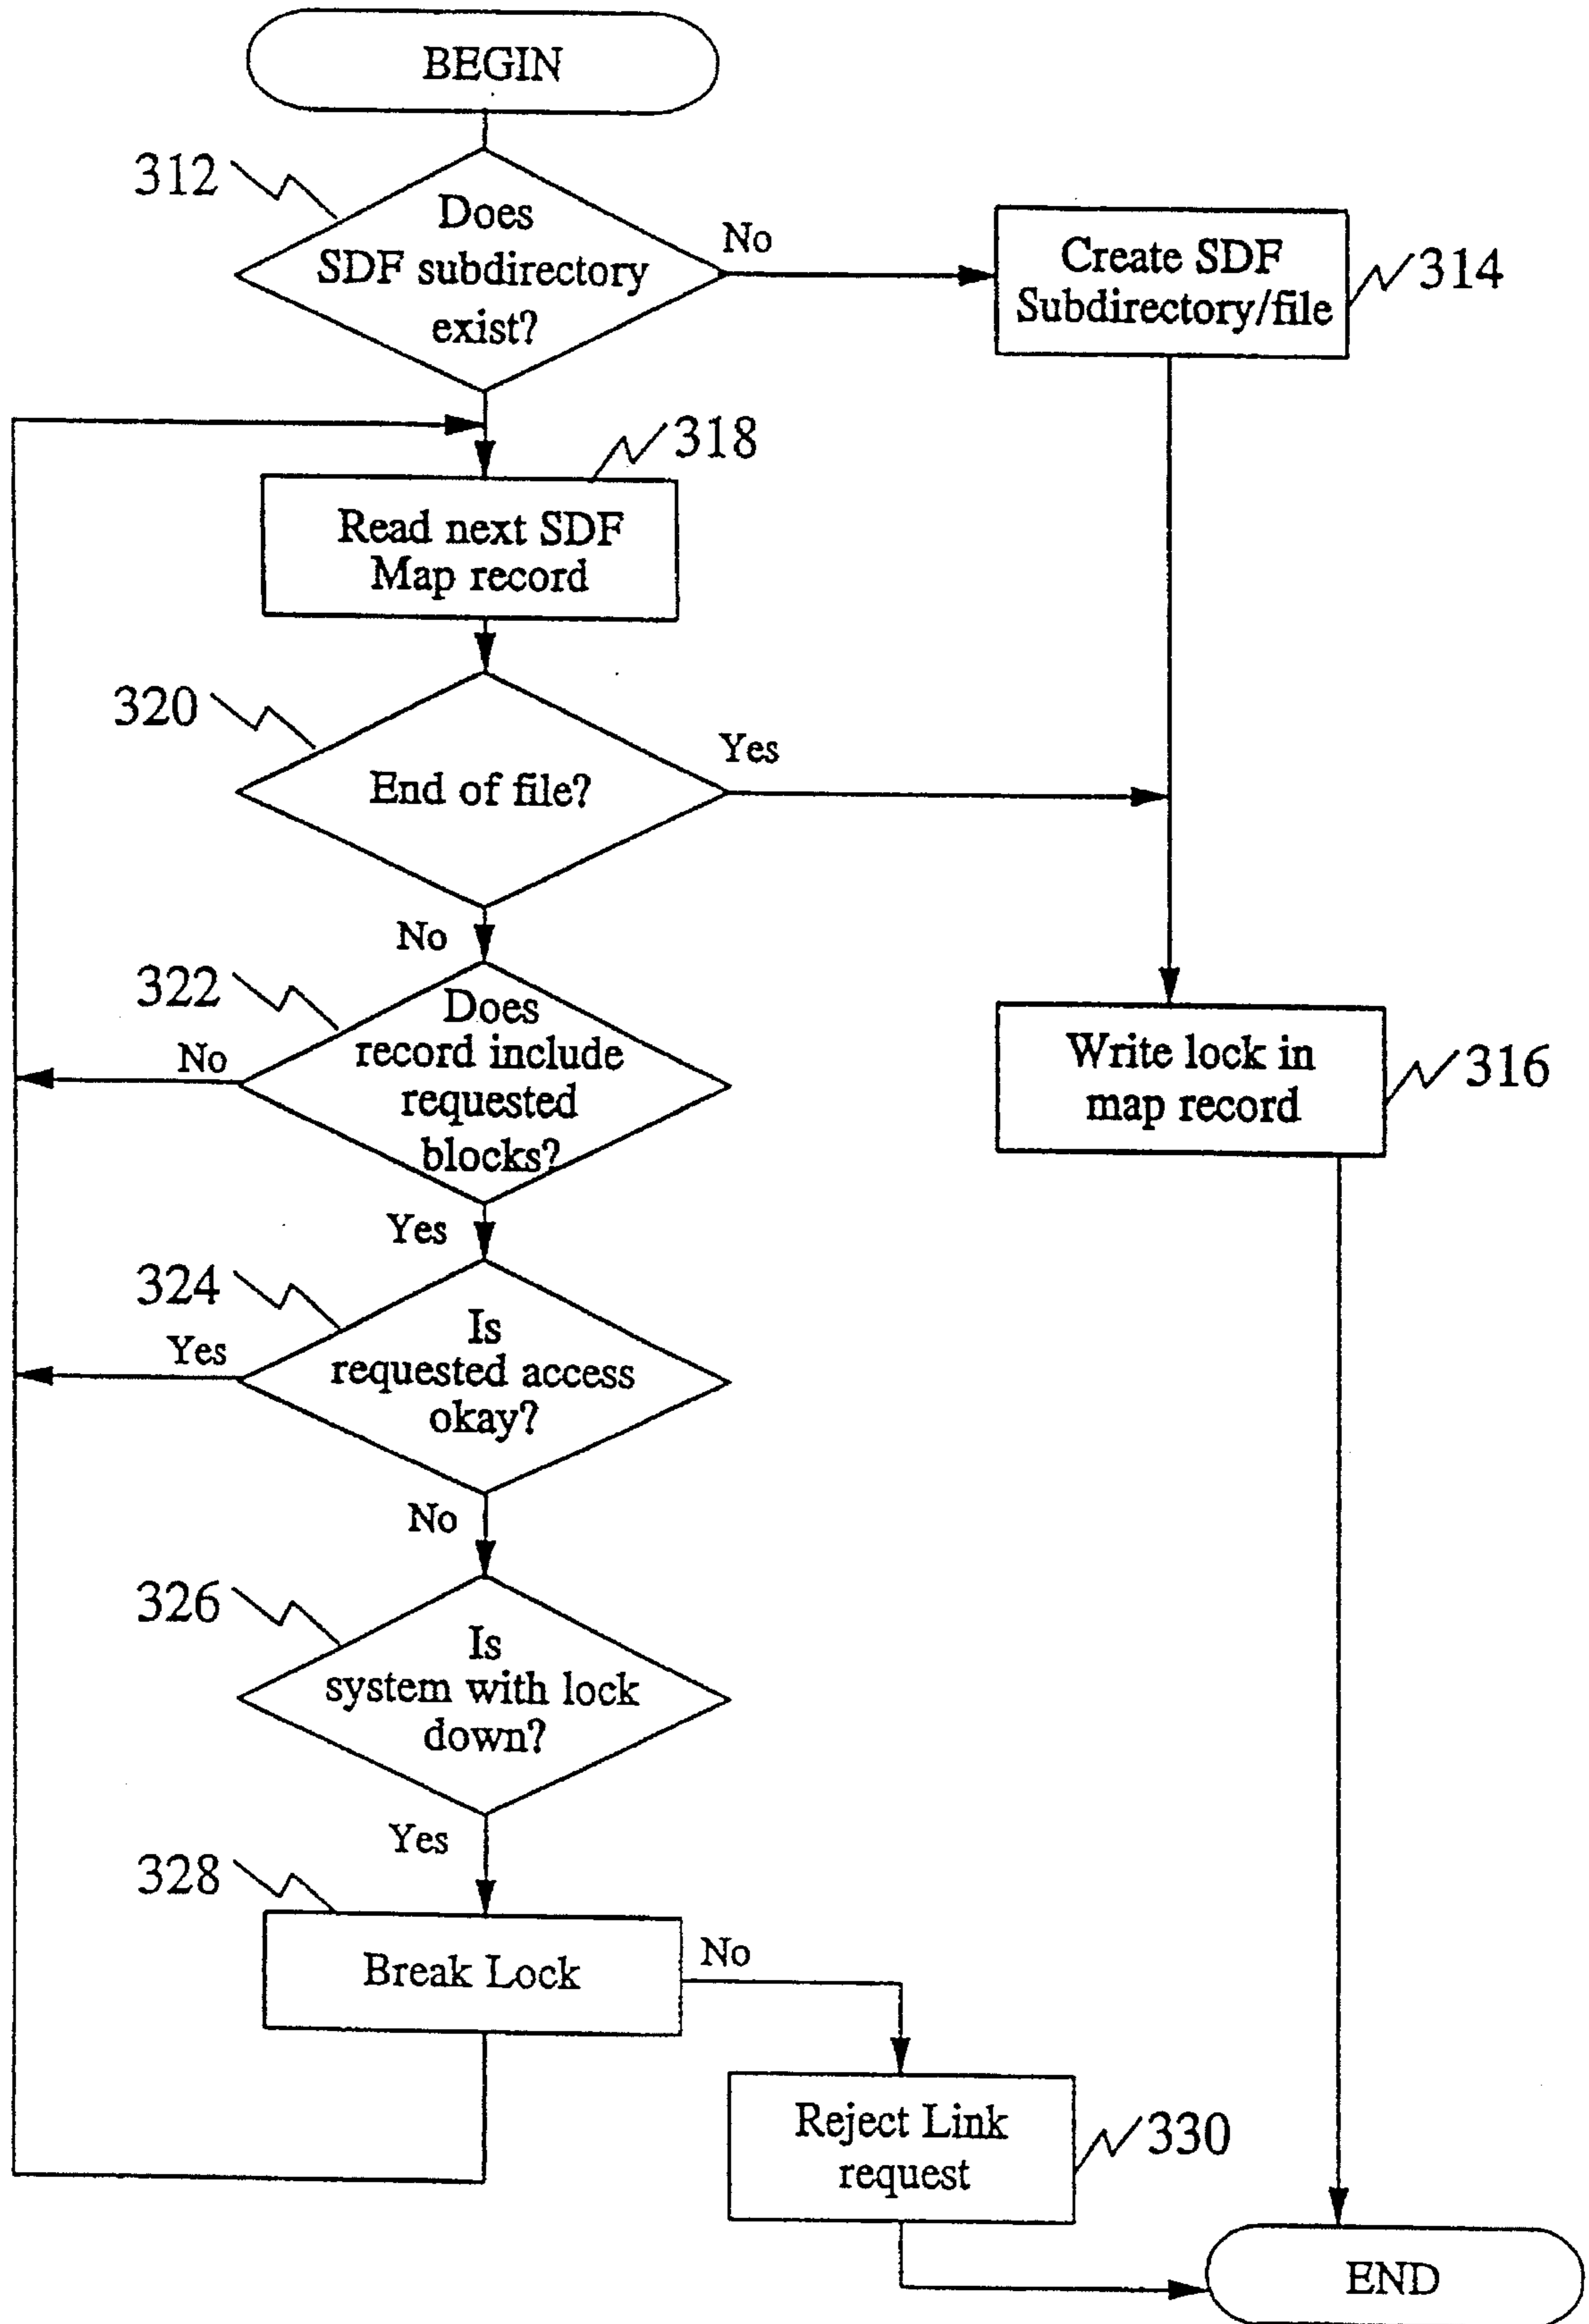 BEGIN
312
Does
SDF subdirectory
exist?
No
Create SDF
Subdirectory/file
314
318
Read next SDF
Map record
320
End of file?
Yes
No
322
Does
record include
requested
blocks?
No
Write lock in
map record
316
Yes
324
Is
requested access
okay?
Yes
No
326
Is
system with lock
down?
Yes
328
Break Lock
No
Reject Link
request
330
END